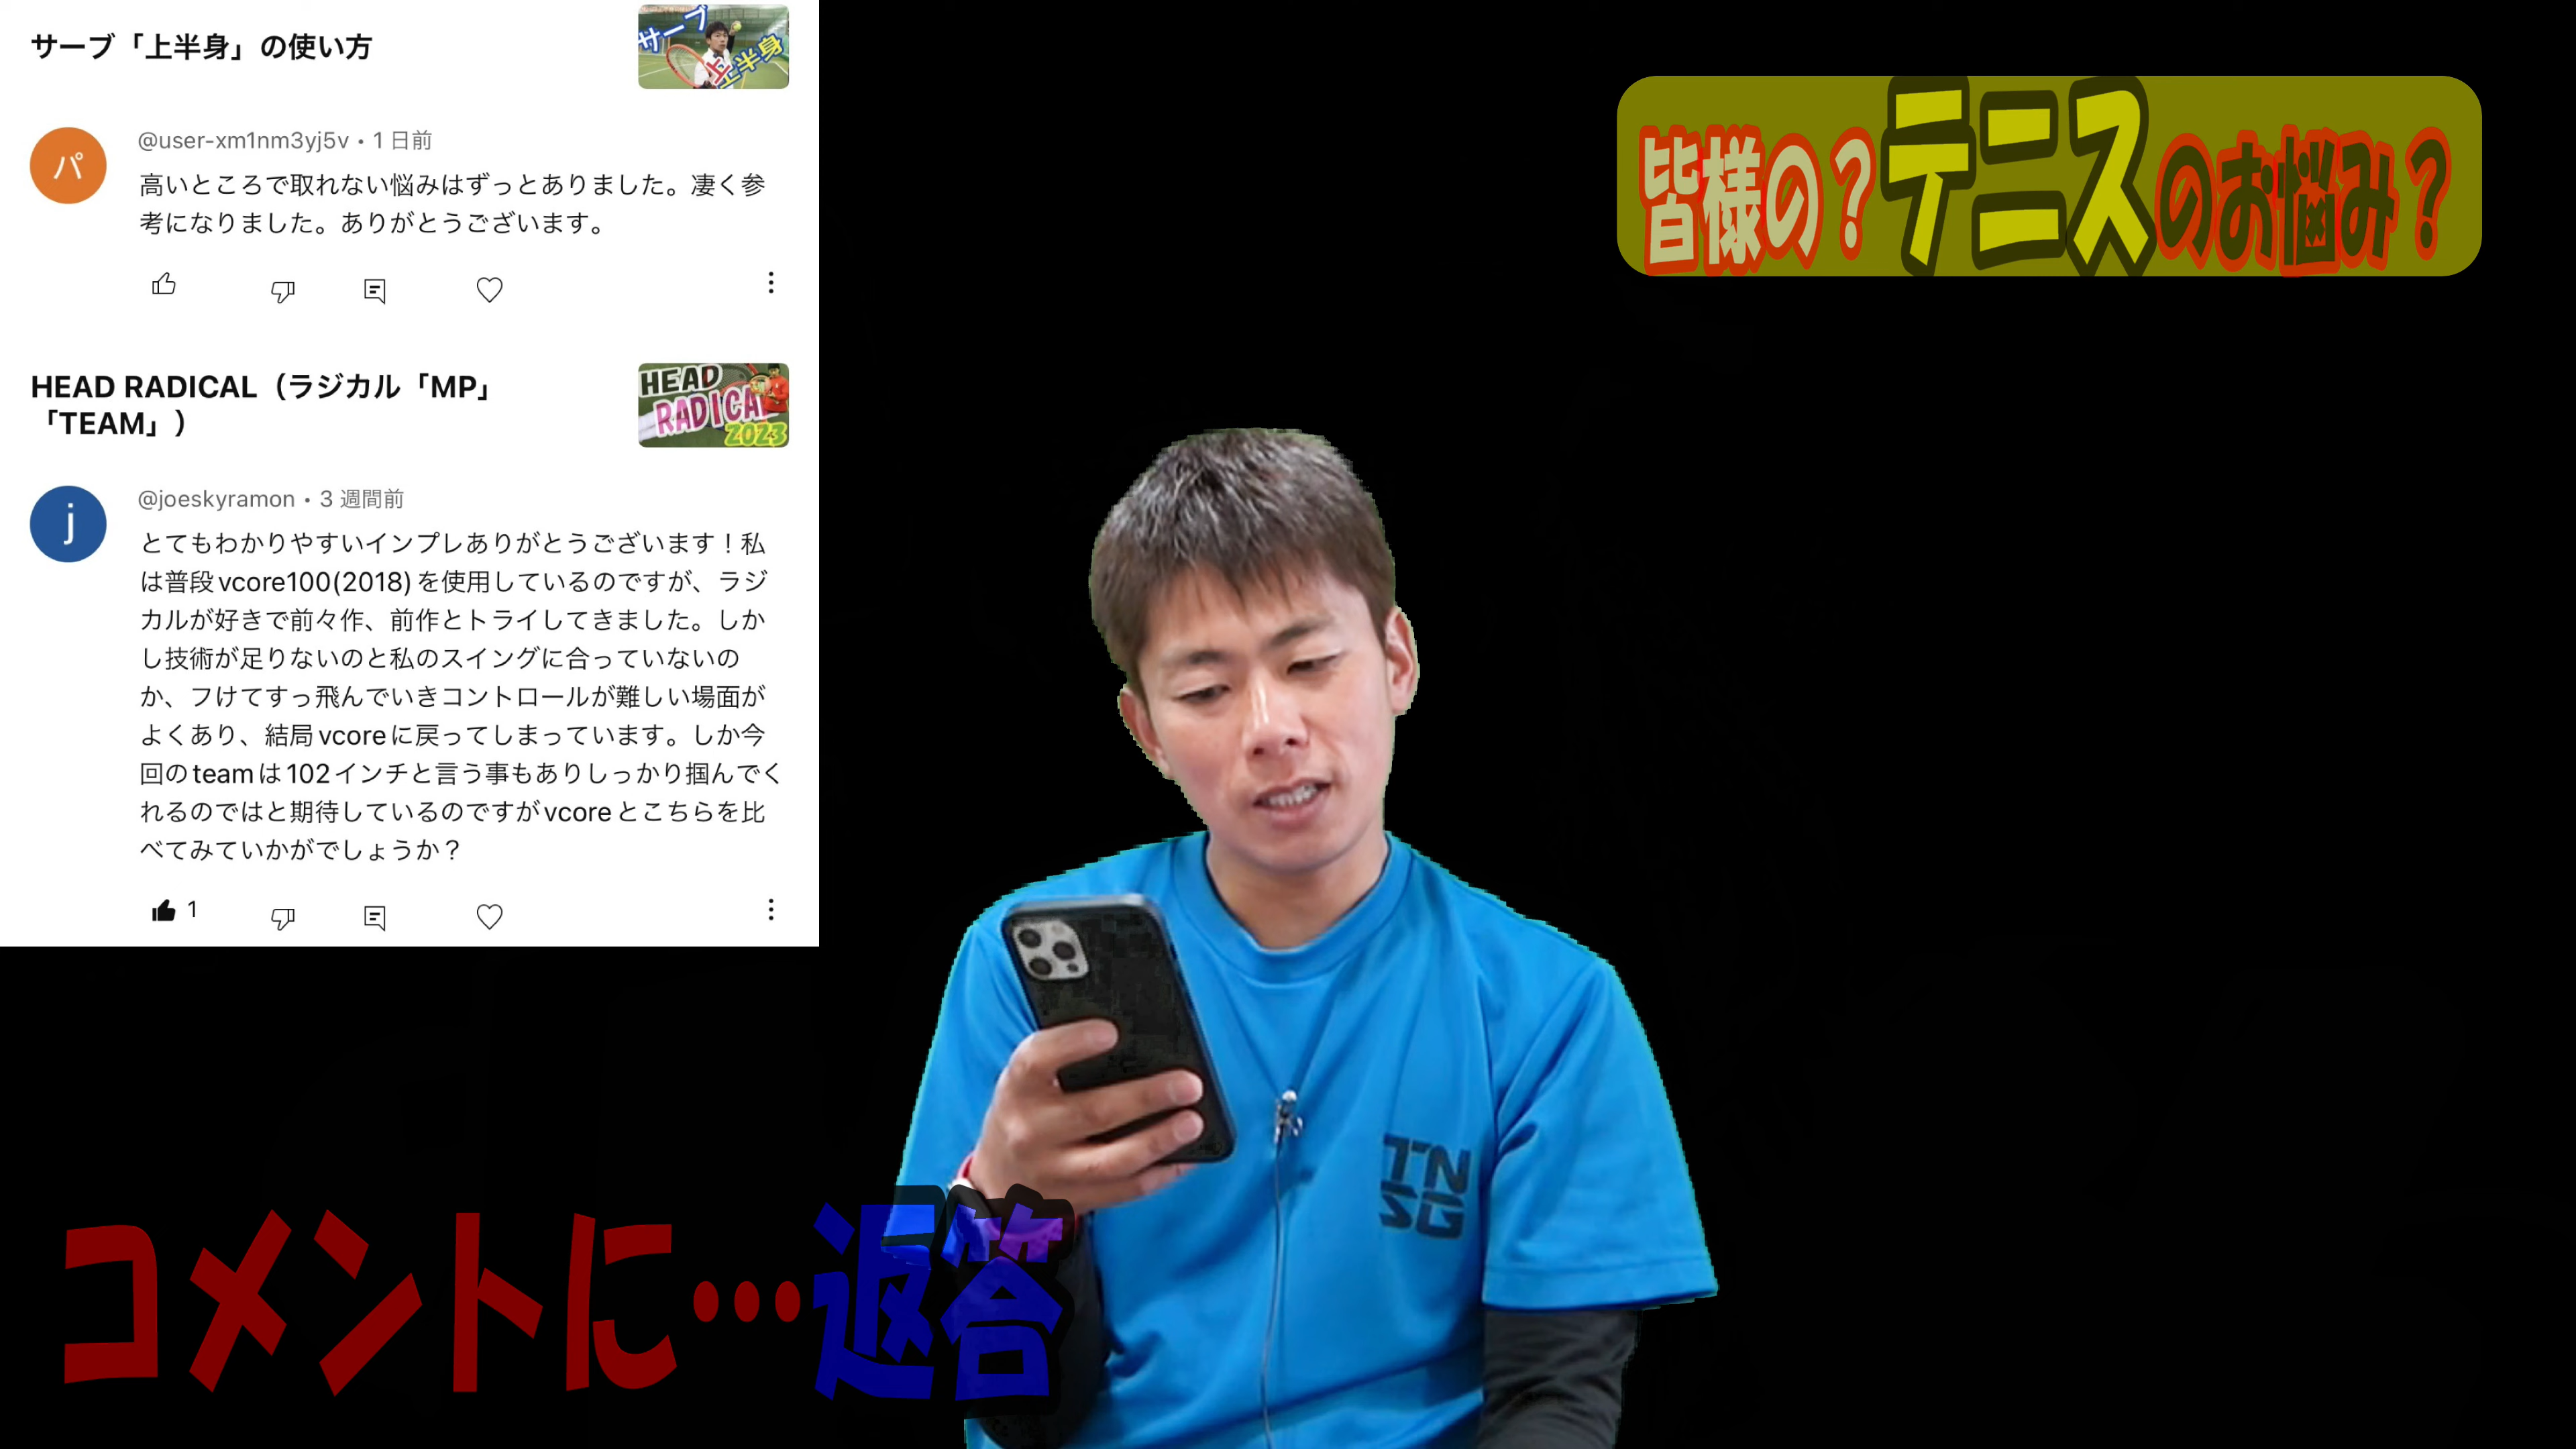 サーブ「上半身」の使い方
サーブ
上半身
パ
@user-xm1nm3yj5v • 1 日前
高いところで取れない悩みはずっとありました。凄く参
考になりました。ありがとうございます。
HEAD RADICAL（ラジカル「MP」
「TEAM」）
HEAD
RADICAL
2023
j
@joeskyramon • 3 週間前
とてもわかりやすいインプレありがとうございます！私
は普段vcore100(2018)を使用しているのですが、ラジ
カルが好きで前々作、前作とトライしてきました。しか
し技術が足りないのと私のスイングに合っていないの
か、フけてすっ飛んでいきコントロールが難しい場面が
よくあり、結局vcoreに戻ってしまっています。しか今
回のteamは102インチと言う事もありしっかり掴んでく
れるのではと期待しているのですがvcoreとこちらを比
べてみていかがでしょうか？
1
皆様の？テニスのお悩み？
TN
SG
コメントに…返答